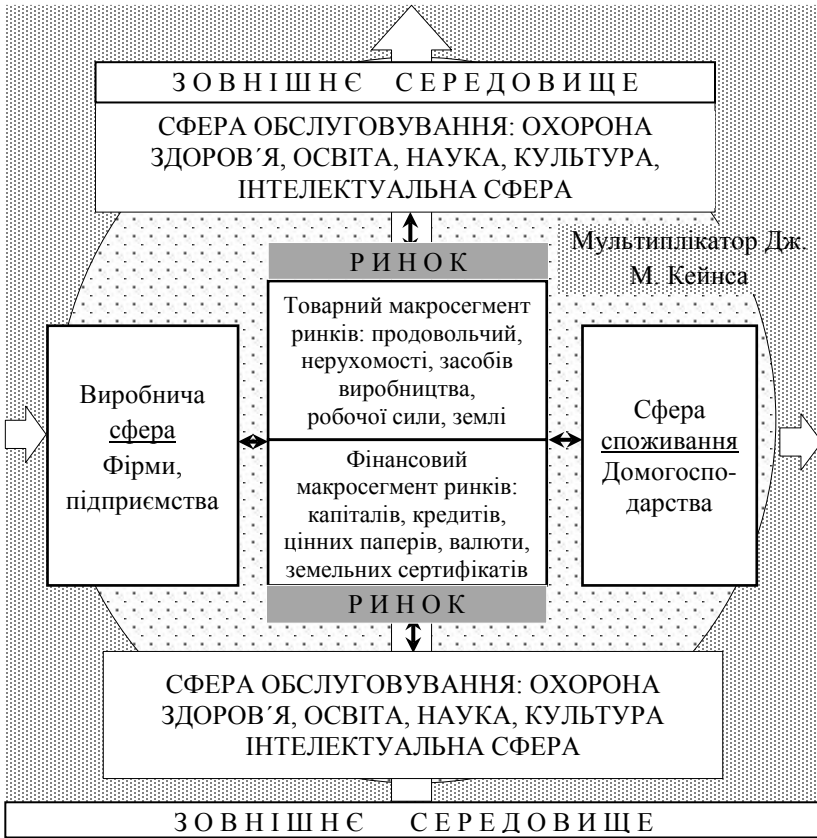 З О В Н І Ш Н Є С Е Р Е Д О В И Щ Е
СФЕРА ОБСЛУГОВУВАННЯ: ОХОРОНА
ЗДОРОВ´Я, ОСВІТА, НАУКА, КУЛЬТУРА,
ІНТЕЛЕКТУАЛЬНА СФЕРА
Мультиплікатор Дж.
М. Кейнса
Р И Н О К
Товарний макросегмент
ринків: продовольчий,
нерухомості, засобів
виробництва,
робочої сили, землі
Виробнича
сфера
Фірми,
підприємства
Фінансовий
макросегмент ринків:
капіталів, кредитів,
цінних паперів, валюти,
земельних сертифікатів
Сфера
споживання
Домогоспо-
дарства
Р И Н О К
СФЕРА ОБСЛУГОВУВАННЯ: ОХОРОНА
ЗДОРОВ´Я, ОСВІТА, НАУКА, КУЛЬТУРА
ІНТЕЛЕКТУАЛЬНА СФЕРА
З О В Н І Ш Н Є С Е Р Е Д О В И Щ Е